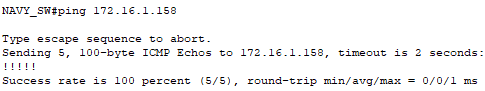 NAVY_SW#ping 172.16.1.158
Type escape sequence to abort.
Sending 5, 100-byte ICMP Echos to 172.16.1.158, timeout is 2 seconds:
!!!!!
Success rate is 100 percent (5/5), round-trip min/avg/max = 0/0/1 ms